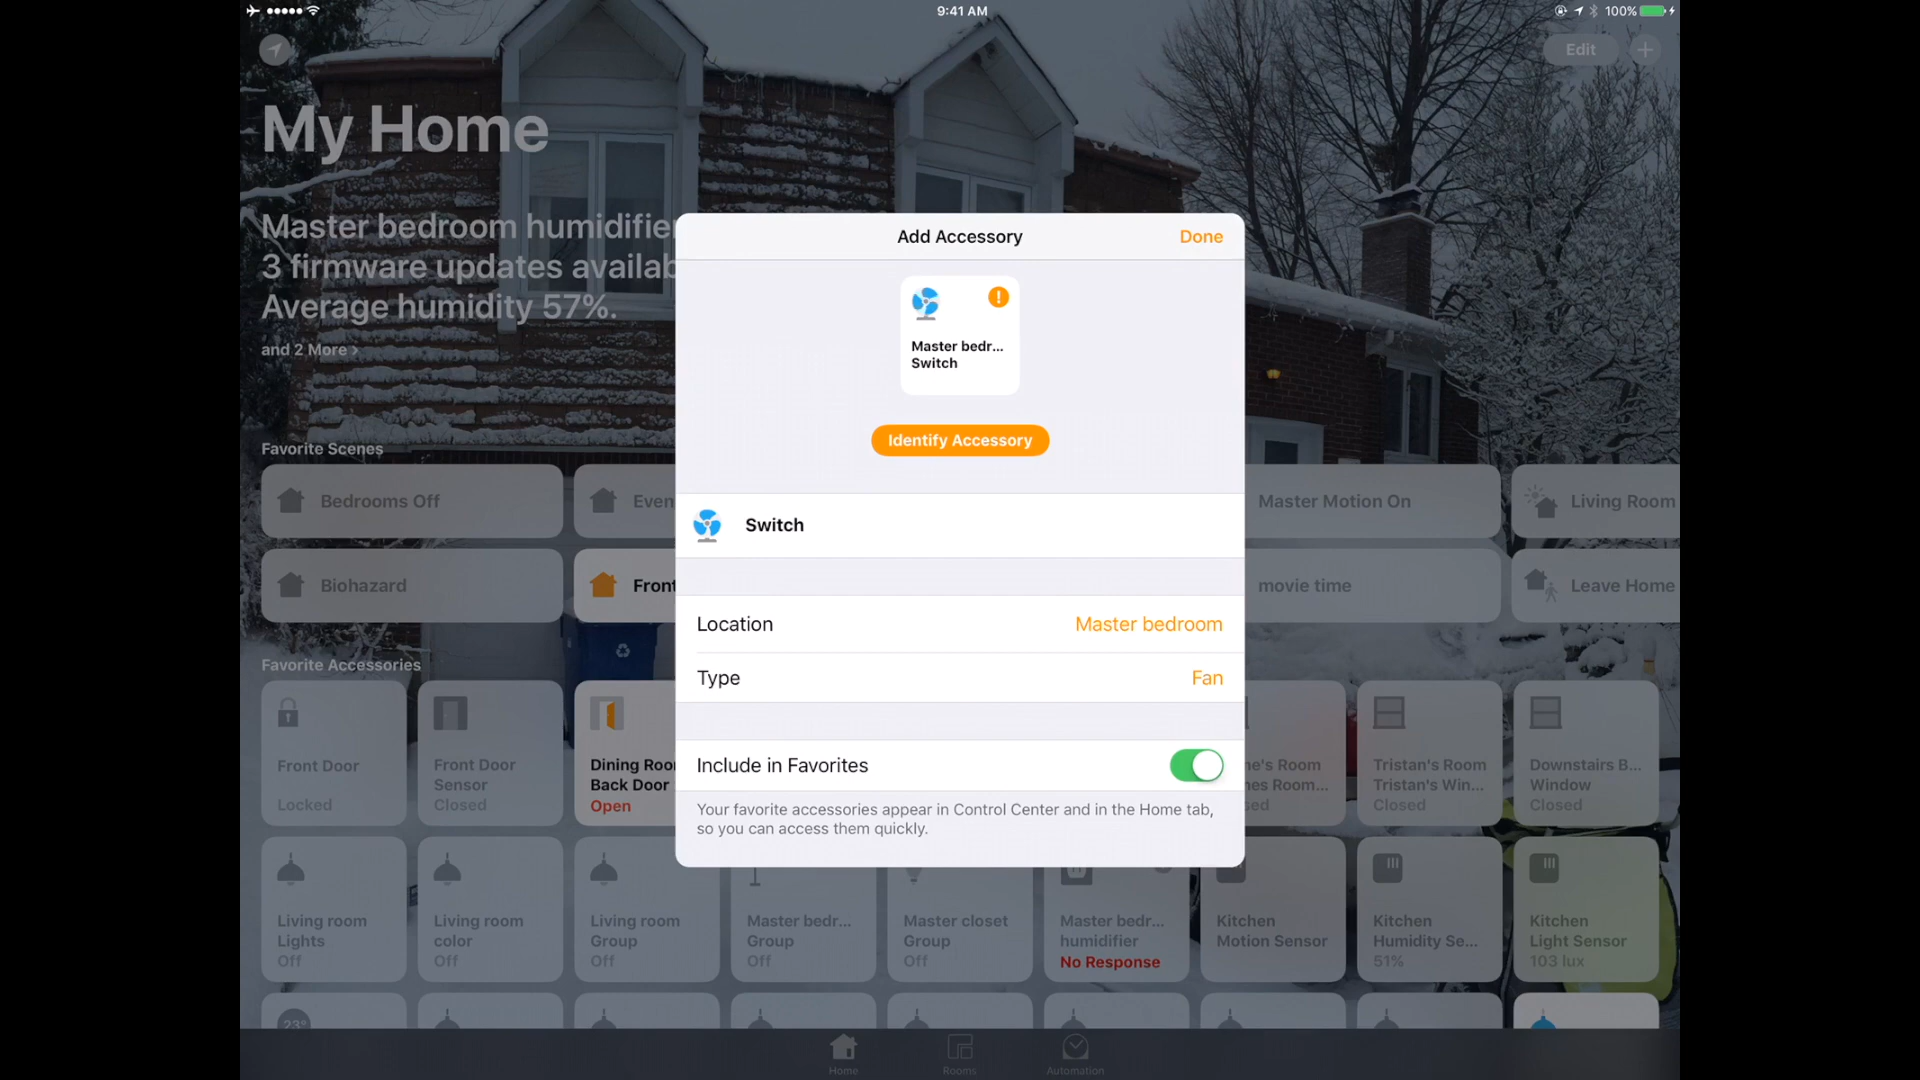 9:41 AM
100%
Edit
My Home
Master bedroom humidifier
3 firmware updates availab
Average humidity 57%.
and 2 More ›
Add Accessory
Done
Master bedr...
Switch
Identify Accessory
Switch
Location
Master bedroom
Type
Fan
Include in Favorites
Your favorite accessories appear in Control Center and in the Home tab,
so you can access them quickly.
Favorite Scenes
Bedrooms Off
Even
Master Motion On
Living Room
Biohazard
Front
movie time
Leave Home
Favorite Accessories
Front Door
Locked
Front Door
Sensor
Closed
Dining Roo
Back Door
Open
ne's Room
nes Room...
sed
Tristan's Room
Tristan's Win...
Closed
Downstairs B...
Window
Closed
Living room
Lights
Off
Living room
color
Off
Living room
Group
Off
Master bedr...
Group
Off
Master closet
Group
Off
Master bedr...
humidifier
No Response
Kitchen
Motion Sensor
Kitchen
Humidity Se...
51%
Kitchen
Light Sensor
103 lux
23°
Home
Rooms
Automation